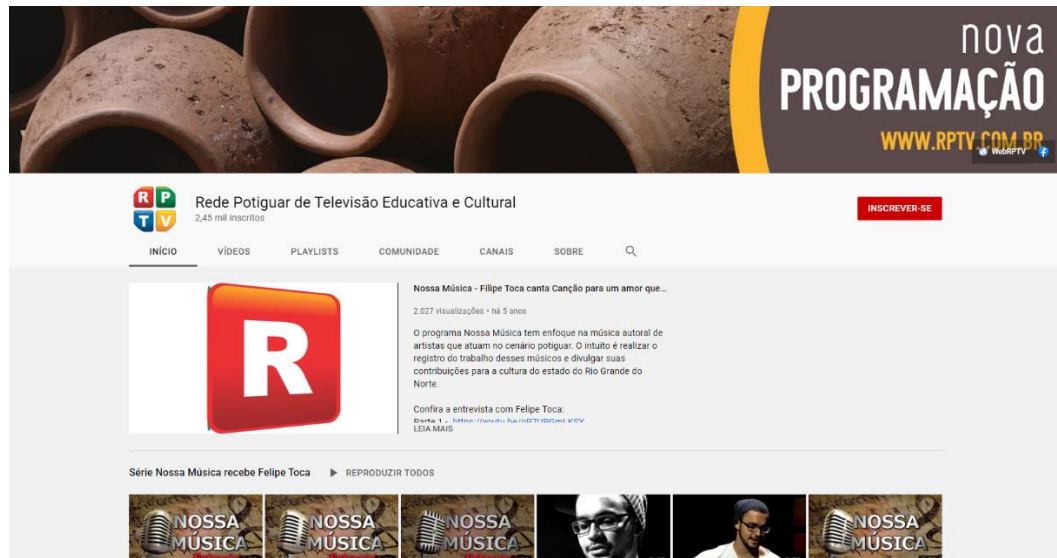 nova
PROGRAMAÇÃO
WWW.RPTV.COM.BR
WebRPTV
R P
T V
Rede Potiguar de Televisão Educativa e Cultural
2,45 mil inscritos
INSCREVER-SE
INÍCIO VÍDEOS PLAYLISTS COMUNIDADE CANAIS SOBRE
R
Nossa Música - Filipe Toca canta Canção para um amor que...
2.027 visualizações • há 5 anos
O programa Nossa Música tem enfoque na música autoral de
artistas que atuam no cenário potiguar. O intuito é realizar o
registro do trabalho desses músicos e divulgar suas
contribuições para a cultura do estado do Rio Grande do
Norte.
Confira a entrevista com Felipe Toca:
Parte 1 -
LEIA MAIS
Série Nossa Música recebe Felipe Toca REPRODUZIR TODOS
NOSSA MÚSICA
NOSSA MÚSICA
NOSSA MÚSICA
NOSSA MÚSICA